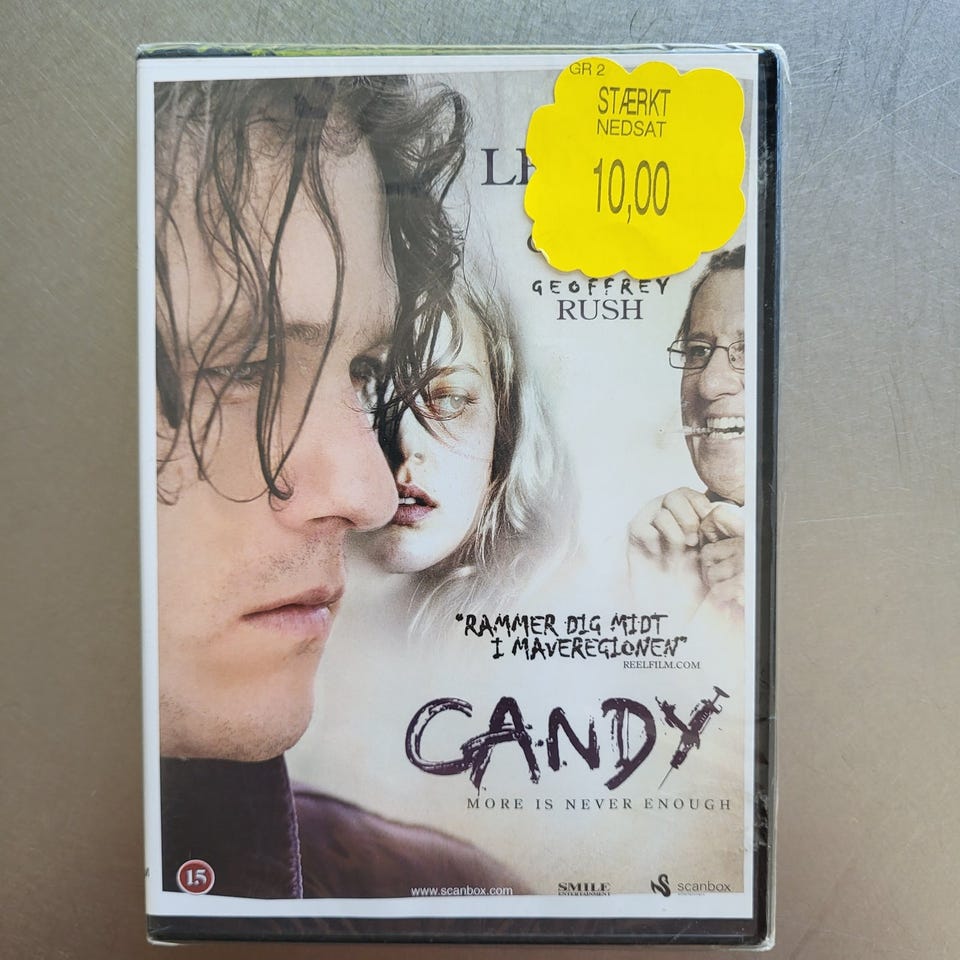 GR 2
STÆRKT
NEDSAT
10,00
GEOFFREY
RUSH
"RAMMER DIG MIDT
I MAVEREGIONEN"
REELFILM.COM
CANDY
MORE IS NEVER ENOUGH
15
www.scanbox.com
SMILE
ENTERTAINMENT
scanbox